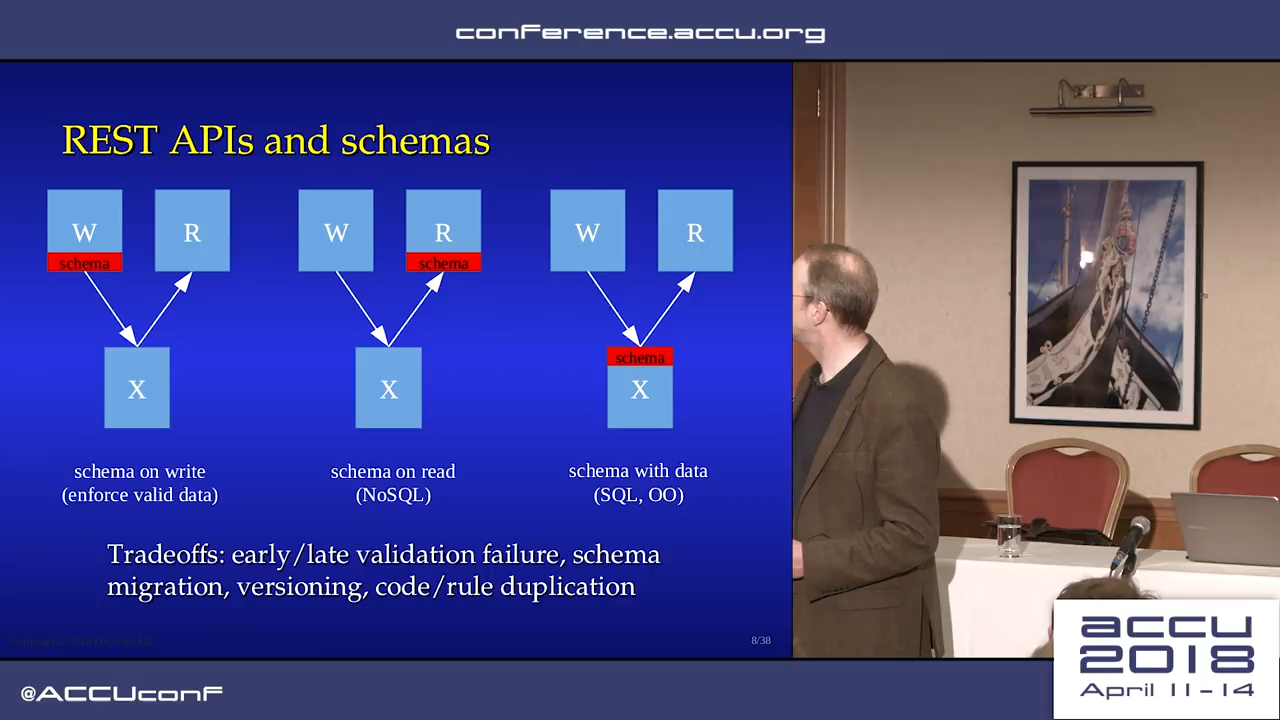 conference.accu.org
REST APIs and schemas
W R W R W R
schema schema
schema
X X X
schema on write schema on read schema with data
(enforce valid data) (NoSQL) (SQL, OO)
Tradeoffs: early/late validation failure, schema
migration, versioning, code/rule duplication
8/38
accu
2018
April 11-14
@ACCUconf